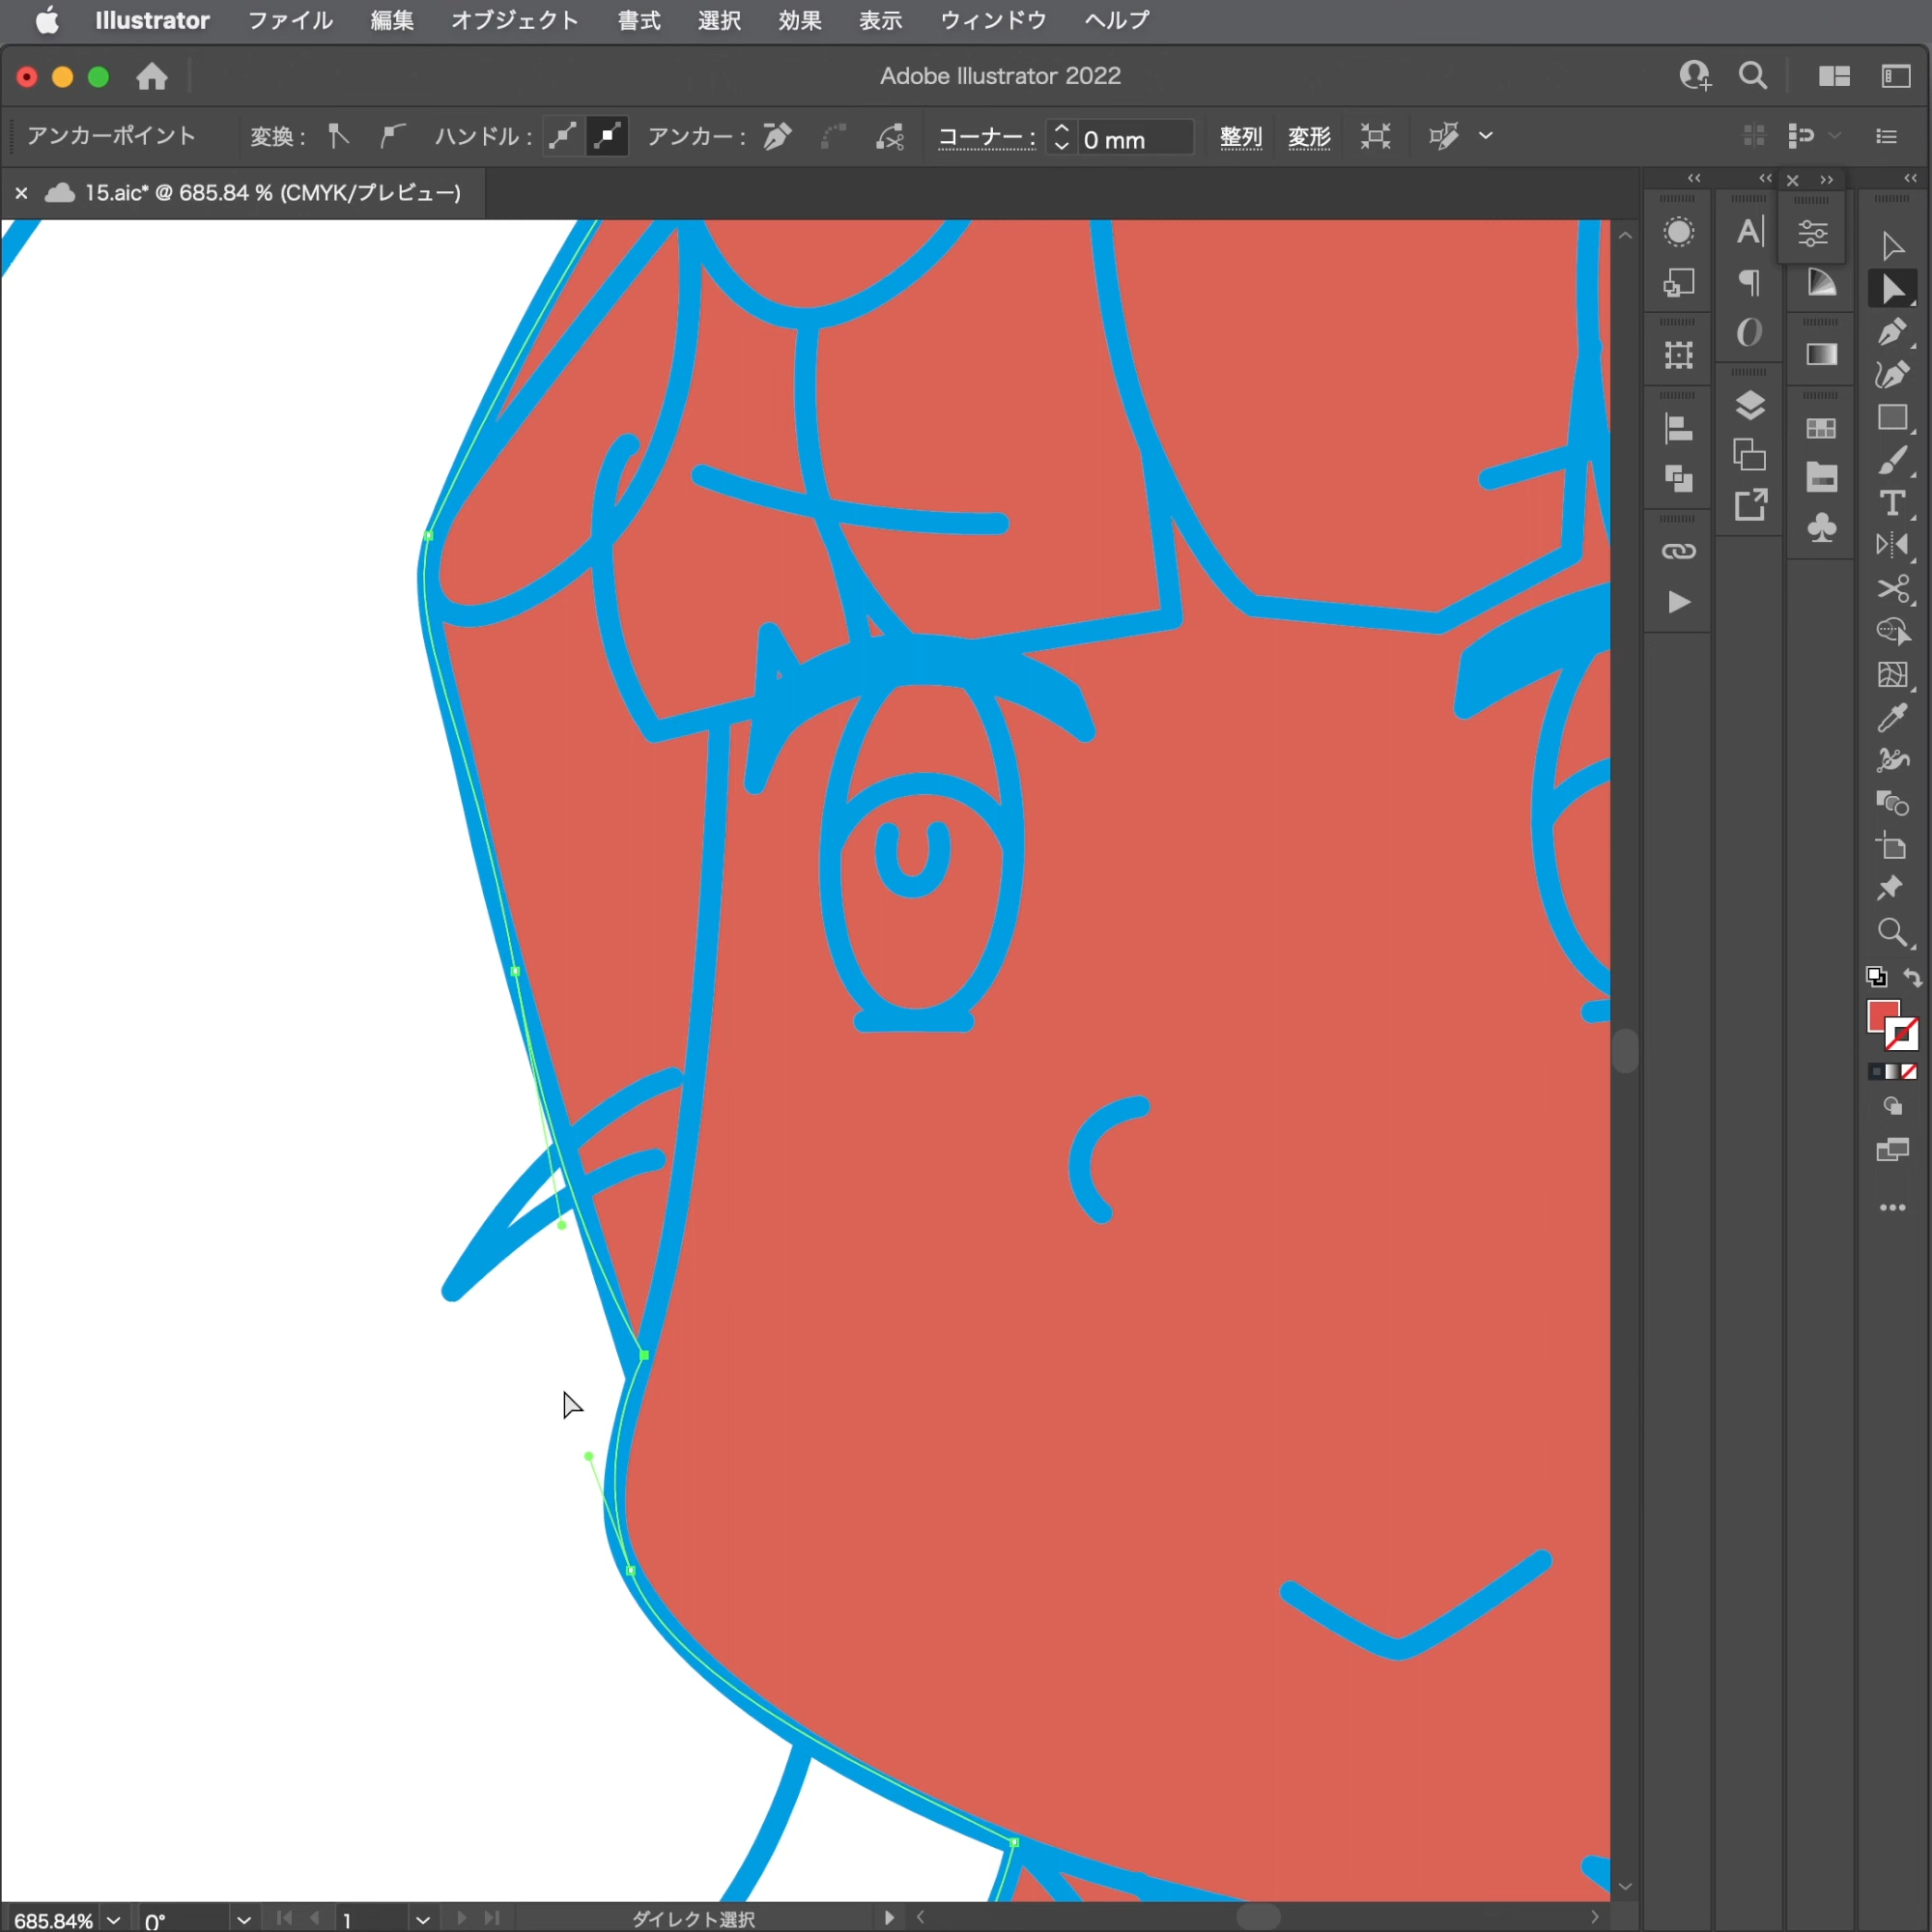 Illustrator ファイル 編集 オブジェクト 書式 選択 効果 表示 ウィンドウ ヘルプ
Adobe Illustrator 2022
アンカーポイント 変換： ハンドル： アンカー： コーナー： 0 mm 整列 変形
× 15.aic* @ 685.84 % (CMYK/プレビュー)
685.84% 0° 1 ダイレクト選択